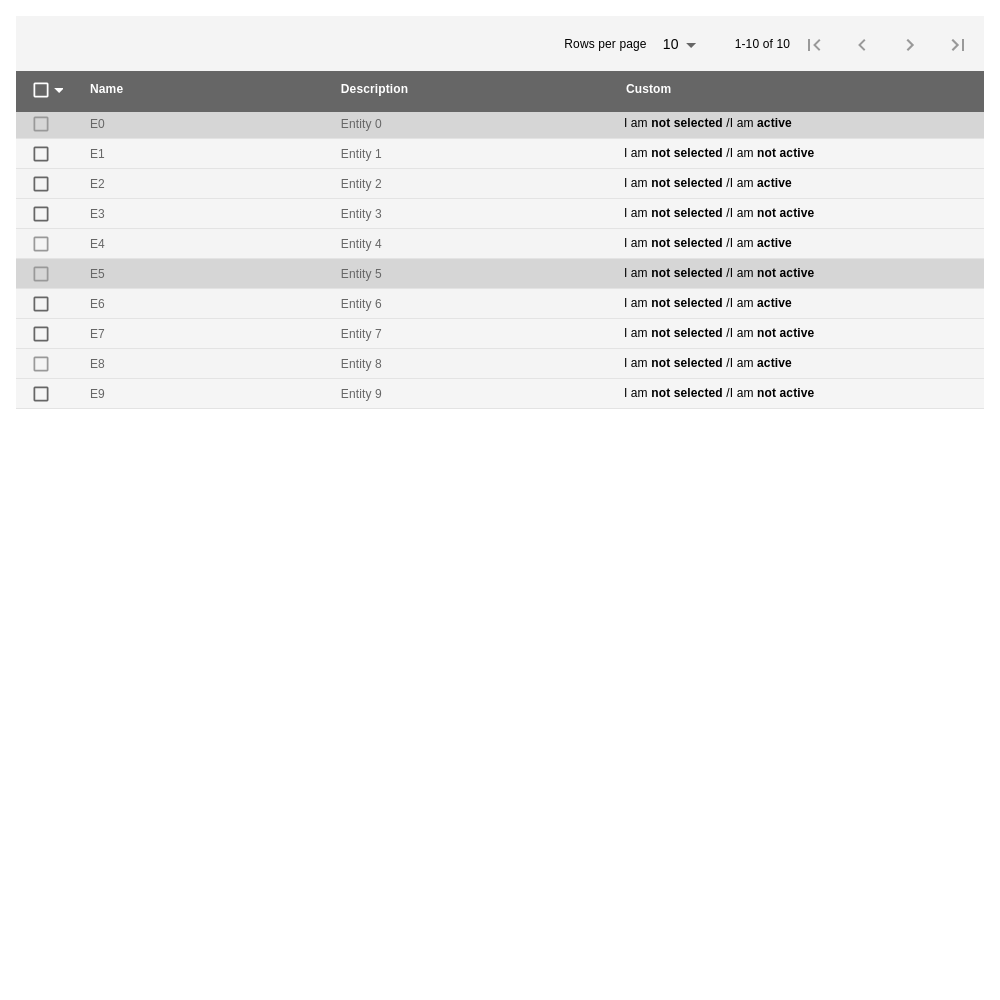 Rows per page 10 1-10 of 10
Name Description Custom
E0 Entity 0 I am not selected /I am active
E1 Entity 1 I am not selected /I am not active
E2 Entity 2 I am not selected /I am active
E3 Entity 3 I am not selected /I am not active
E4 Entity 4 I am not selected /I am active
E5 Entity 5 I am not selected /I am not active
E6 Entity 6 I am not selected /I am active
E7 Entity 7 I am not selected /I am not active
E8 Entity 8 I am not selected /I am active
E9 Entity 9 I am not selected /I am not active